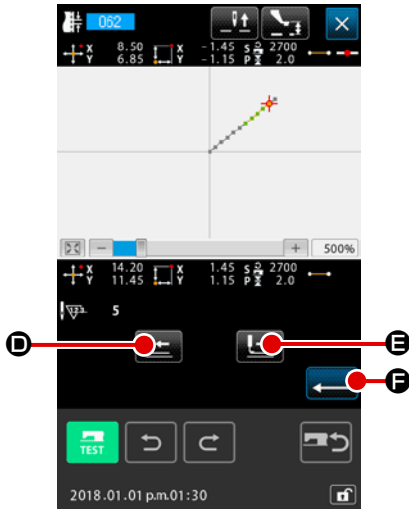 062
X 8.50 X -1.45 S 2700
Y 6.85 Y -1.15 P 2.0
500%
X 14.20 X 1.45 S 2700
Y 11.45 Y 1.15 P 2.0
123.. 5
D E
F
TEST
2018.01.01 p.m.01:30